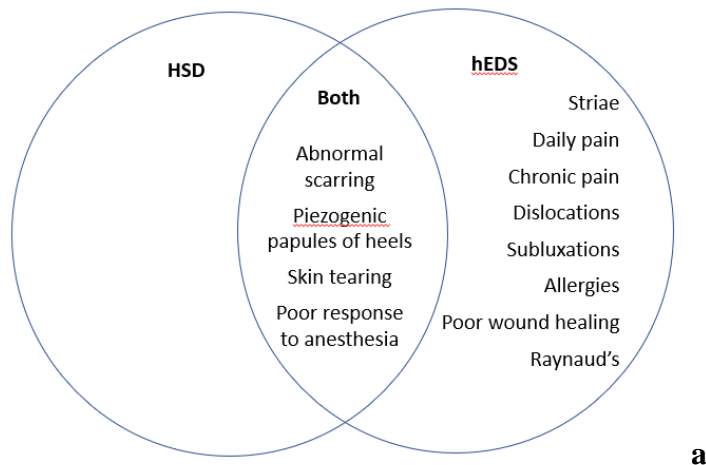 HSD
Both
Abnormal
scarring
Piezogenic
papules of heels
Skin tearing
Poor response
to anesthesia
hEDS
Striae
Daily pain
Chronic pain
Dislocations
Subluxations
Allergies
Poor wound healing
Raynaud’s
a